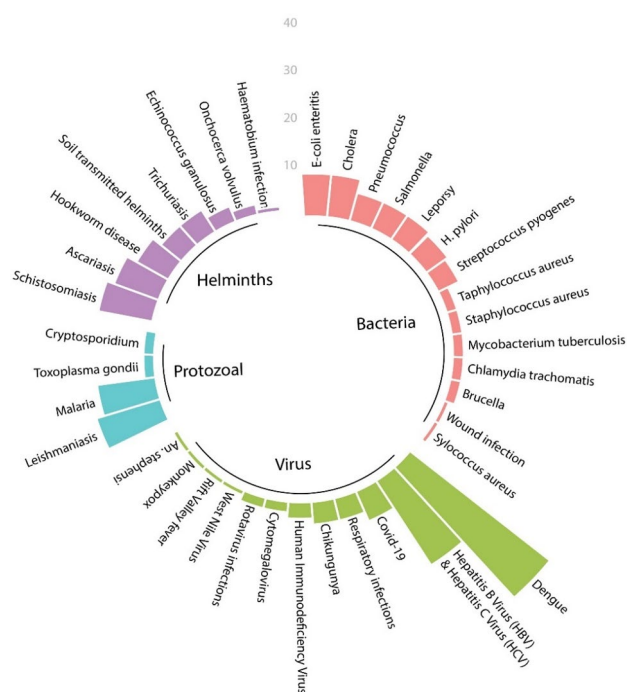 40
30
20
10
E-coli enteritis
Cholera
Pneumococcus
Salmonella
Leporsy
H. pylori
Streptococcus pyogenes
Taphylococcus aureus
Staphylococcus aureus
Mycobacterium tuberculosis
Chlamydia trachomatis
Brucella
Wound infection
Sylococcus aureus
Dengue
Hepatitis B Virus (HBV)
& Hepatitis C Virus (HCV)
Covid-19
Respiratory infections
Chikungunya
Human Immunodeficiency Virus
Cytomegalovirus
Rotavirus infections
West Nile Virus
Rift Valley fever
Monkeypox
An. stephensi
Leishmaniasis
Malaria
Toxoplasma gondii
Cryptosporidium
Schistosomiasis
Ascariasis
Hookworm disease
Soil transmitted helminths
Trichuriasis
Echinococcus granulosus
Onchocerca volvulus
Haematobium infection
Helminths
Bacteria
Protozoal
Virus